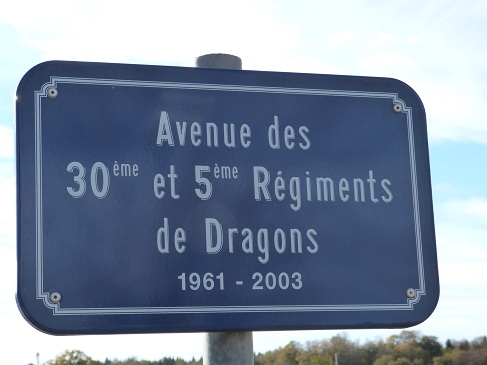 Avenue des
30ème et 5ème Régiments
de Dragons
1961 - 2003